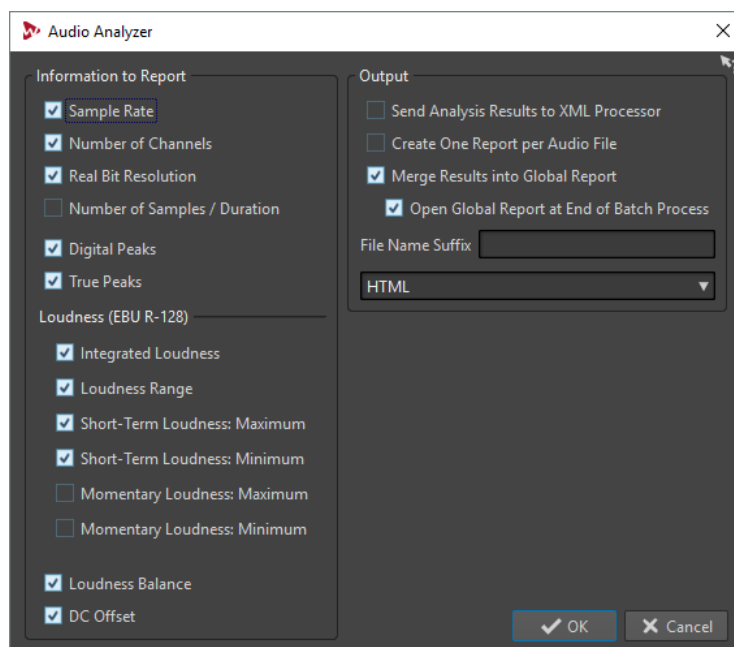 Audio Analyzer
Information to Report
Sample Rate
Number of Channels
Real Bit Resolution
Number of Samples / Duration
Digital Peaks
True Peaks
Loudness (EBU R-128)
Integrated Loudness
Loudness Range
Short-Term Loudness: Maximum
Short-Term Loudness: Minimum
Momentary Loudness: Maximum
Momentary Loudness: Minimum
Loudness Balance
DC Offset
Output
Send Analysis Results to XML Processor
Create One Report per Audio File
Merge Results into Global Report
Open Global Report at End of Batch Process
File Name Suffix
HTML
OK
Cancel